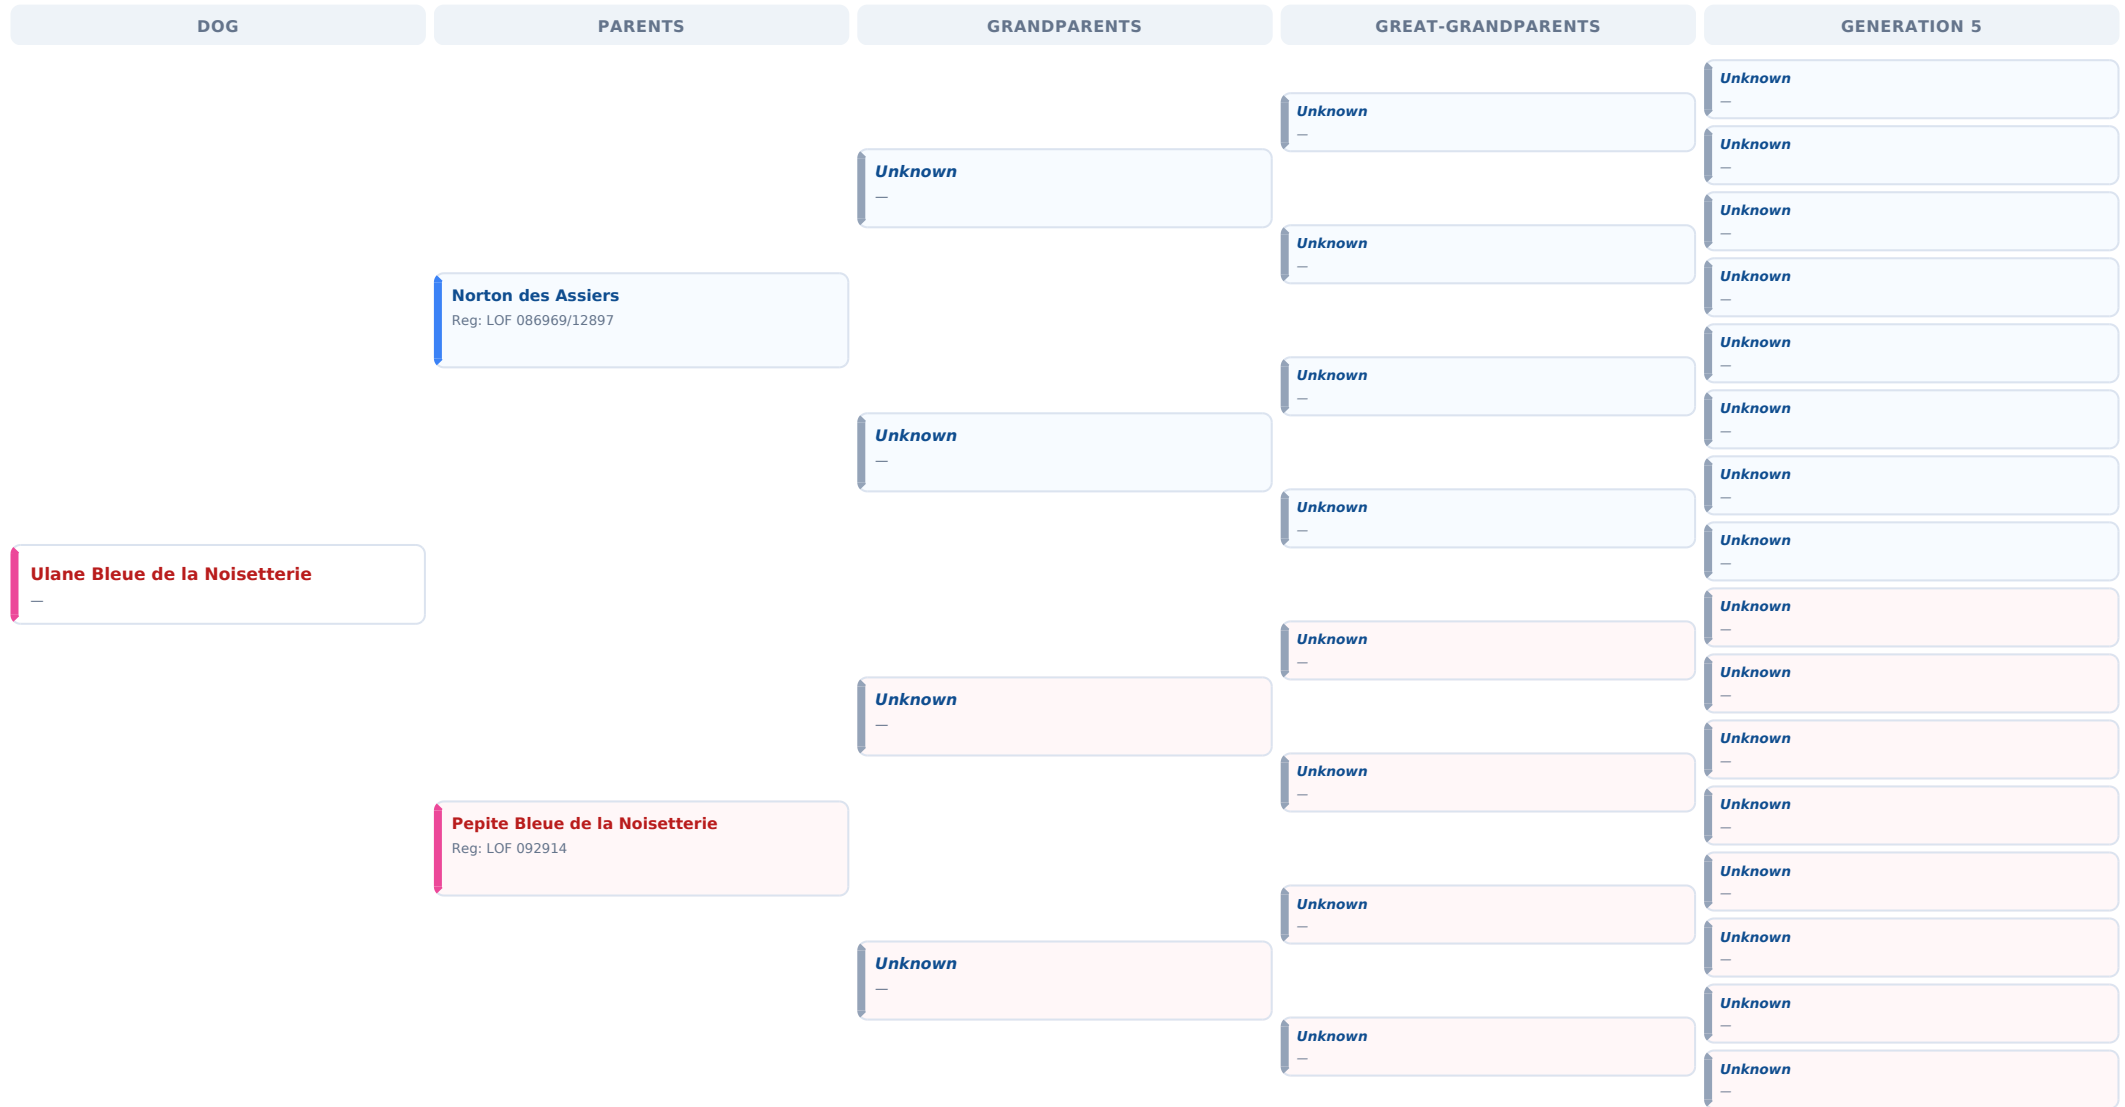 DOG
PARENTS
GRANDPARENTS
GREAT-GRANDPARENTS
GENERATION 5
Ulane Bleue de la Noisetterie
—
Norton des Assiers
Reg: LOF 086969/12897
Pepite Bleue de la Noisetterie
Reg: LOF 092914
Unknown
—
Unknown
—
Unknown
—
Unknown
—
Unknown
—
Unknown
—
Unknown
—
Unknown
—
Unknown
—
Unknown
—
Unknown
—
Unknown
—
Unknown
—
Unknown
—
Unknown
—
Unknown
—
Unknown
—
Unknown
—
Unknown
—
Unknown
—
Unknown
—
Unknown
—
Unknown
—
Unknown
—
Unknown
—
Unknown
—
Unknown
—
Unknown
—